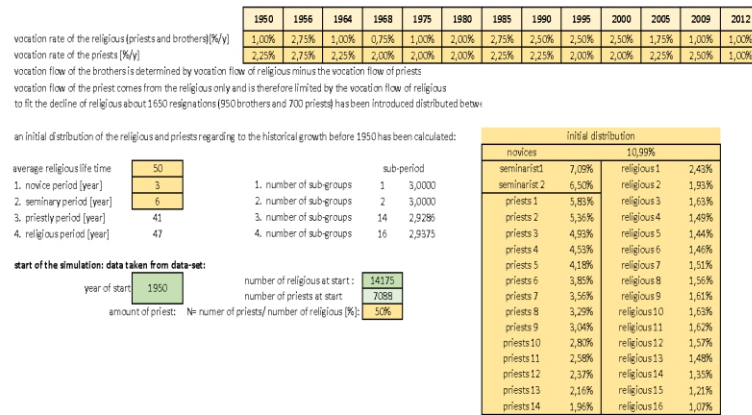 1950 1956 1964 1968 1975 1980 1985 1990 1995 2000 2005 2009 2012
vocation rate of the religious (priests and brothers)[%/y] 1,00% 2,75% 1,00% 0,75% 1,00% 2,00% 2,75% 2,50% 2,50% 2,50% 1,75% 1,00% 1,00%
vocation rate of the priests [%/y] 2,25% 2,75% 2,25% 2,00% 2,00% 2,00% 2,25% 2,25% 2,00% 2,00% 2,25% 2,50% 1,00%
vocation flow of the brothers is determined by vocation flow of religious minus the vocation flow of priests
vocation flow of the priest comes from the religious only and is therefore limited by the vocation flow of religious
to fit the decline of religious about 1650 resignations (950 brothers and 700 priests) has been introduced distributed betwe
an initial distribution of the religious and priests regarding to the historical growth before 1950 has been calculated:
initial distribution
novices 10,99%
average religious life time 50
sub-period
seminarist1 7,09% religious 1 2,43%
1. novice period [year] 3
1. number of sub-groups 1 3,0000
seminarist 2 6,50% religious 2 1,93%
2. seminary period [year] 6
2. number of sub-groups 2 3,0000
priests 1 5,83% religious 3 1,63%
3. priestly period [year] 41
3. number of sub-groups 14 2,9286
priests 2 5,36% religious 4 1,49%
4. religious period [year] 47
4. number of sub-groups 16 2,9375
priests 3 4,93% religious 5 1,44%
priests 4 4,53% religious 6 1,46%
start of the simulation: data taken from data-set:
priests 5 4,18% religious 7 1,51%
year of start 1950
number of religious at start : 14175
priests 6 3,85% religious 8 1,56%
number of priests at start 7088
priests 7 3,56% religious 9 1,61%
amount of priest: N= numer of priests/ number of religious [%]: 50%
priests 8 3,29% religious 10 1,63%
priests 9 3,04% religious 11 1,62%
priests 10 2,80% religious 12 1,57%
priests 11 2,58% religious 13 1,48%
priests 12 2,37% religious 14 1,35%
priests 13 2,16% religious 15 1,21%
priests 14 1,96% religious 16 1,07%